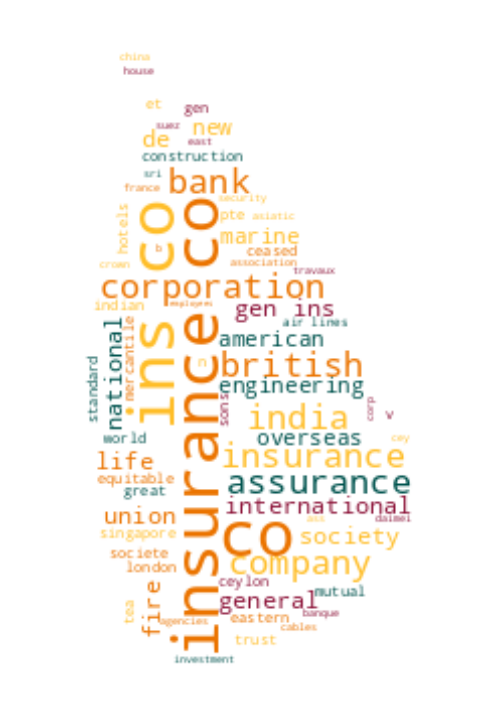 china
house
et
gen
suez
new
de
east
construction
sri
france
bank
security
hotels
co
co
pte
asiatic
marine
b
ceased
crown
association
travaux
corporation
indian
employees
gen ins
air lines
national
mercantile
ins
american
standard
n
british
engineering
sons
corp
w
india
world
overseas
cey
life
insurance
equitable
assurance
great
international
union
ass
daimei
singapore
co
society
societe
london
company
insurance
ceylon
mutual
fire
general
tea
agencies
eastern
banque
cables
trust
investment